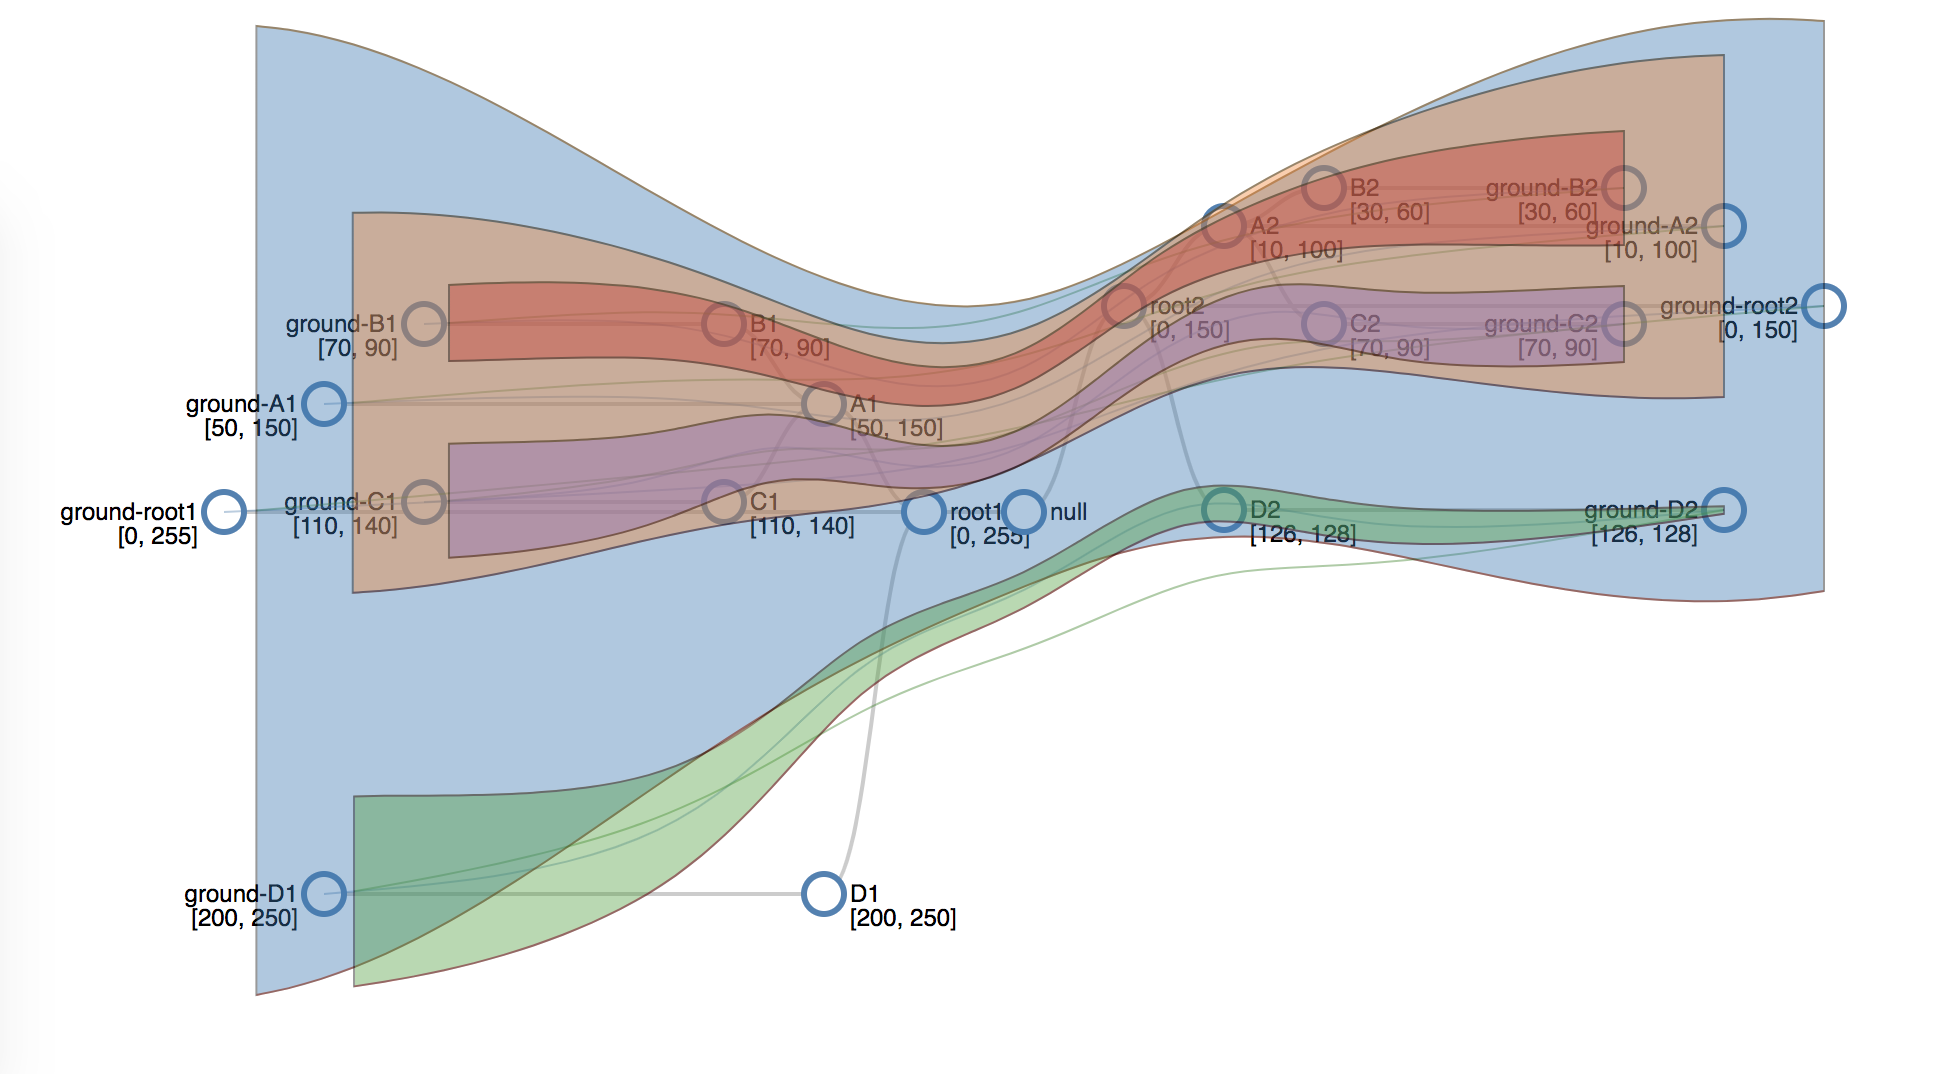 B2
[30, 60]
ground-B2
[30, 60]
A2
[10, 100]
ground-A2
[10, 100]
root2
[0, 150]
ground-root2
[0, 150]
ground-B1
[70, 90]
B1
[70, 90]
C2
[70, 90]
ground-C2
[70, 90]
ground-A1
[50, 150]
A1
[50, 150]
ground-root1
[0, 255]
ground-C1
[110, 140]
C1
[110, 140]
root1
[0, 255]
null
D2
[126, 128]
ground-D2
[126, 128]
ground-D1
[200, 250]
D1
[200, 250]